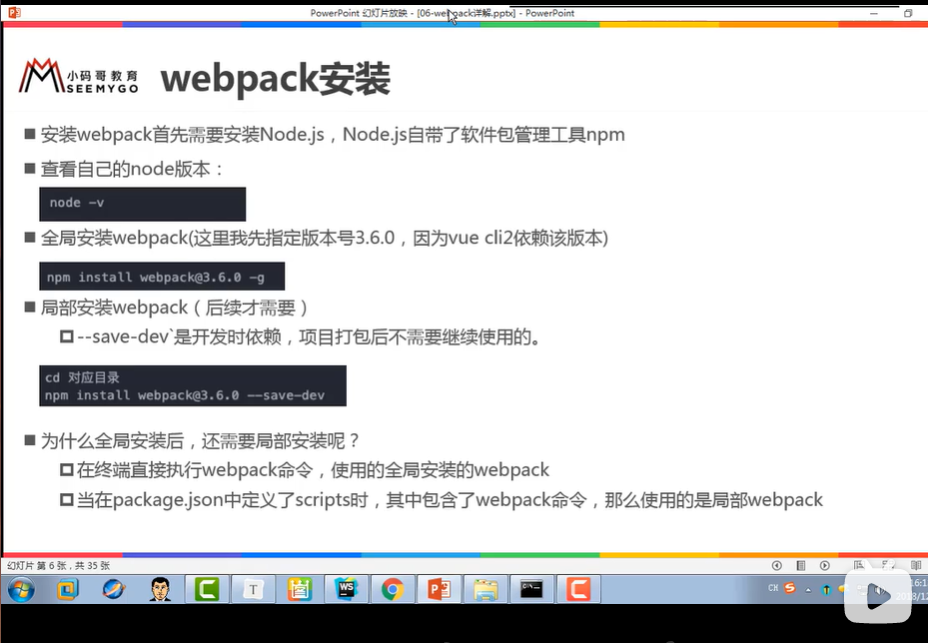 PowerPoint 幻灯片放映 - [06-webpack详解.pptx] - PowerPoint
小码哥教育
SEEMYGO
webpack安装
安装webpack首先需要安装Node.js，Node.js自带了软件包管理工具npm
查看自己的node版本：
node -v
全局安装webpack(这里我先指定版本号3.6.0，因为vue cli2依赖该版本)
npm install webpack@3.6.0 -g
局部安装webpack（后续才需要）
--save-dev`是开发时依赖，项目打包后不需要继续使用的。
cd 对应目录
npm install webpack@3.6.0 --save-dev
为什么全局安装后，还需要局部安装呢？
在终端直接执行webpack命令，使用的全局安装的webpack
当在package.json中定义了scripts时，其中包含了webpack命令，那么使用的是局部webpack
幻灯片 第 6 张，共 35 张
CH